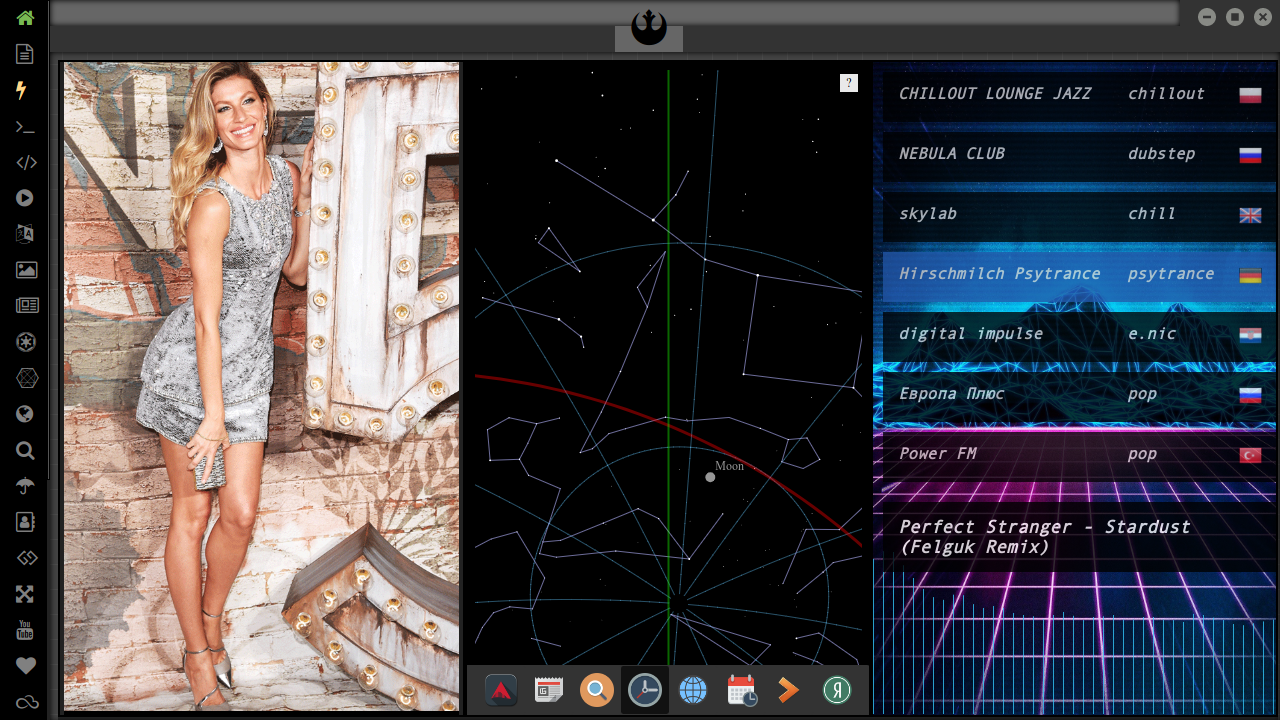 ?
Moon
CHILLOUT LOUNGE JAZZ chillout
NEBULA CLUB dubstep
skylab chill
Hirschmilch Psytrance psytrance
digital impulse e.nic
Европа Плюс pop
Power FM pop
Perfect Stranger - Stardust
(Felguk Remix)
You
Tube
Я